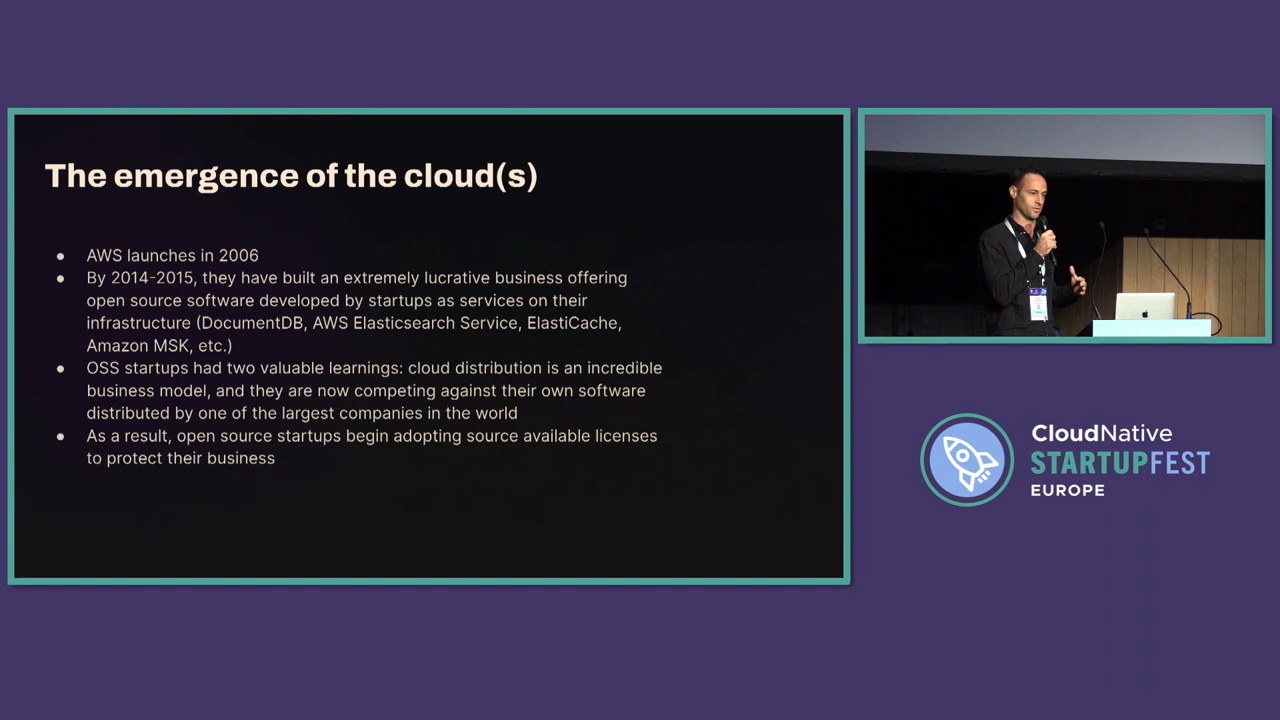 The emergence of the cloud(s)
● AWS launches in 2006
● By 2014-2015, they have built an extremely lucrative business offering
open source software developed by startups as services on their
infrastructure (DocumentDB, AWS Elasticsearch Service, ElastiCache,
Amazon MSK, etc.)
● OSS startups had two valuable learnings: cloud distribution is an incredible
business model, and they are now competing against their own software
distributed by one of the largest companies in the world
● As a result, open source startups begin adopting source available licenses
to protect their business
CloudNative
STARTUPFEST
EUROPE